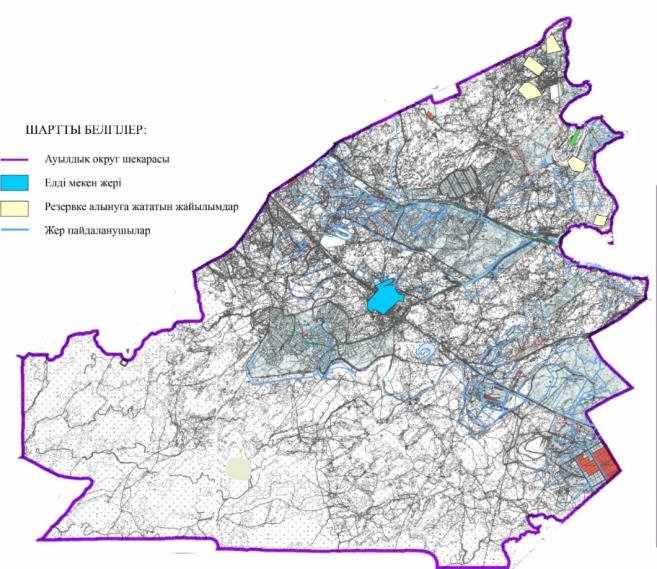 ШАРТТЫ БЕЛГІЛЕР:
Ауылдық округ шекарасы
Елді мекен жері
Резервке алынуға жататын жайылымдар
Жер пайдаланушылар